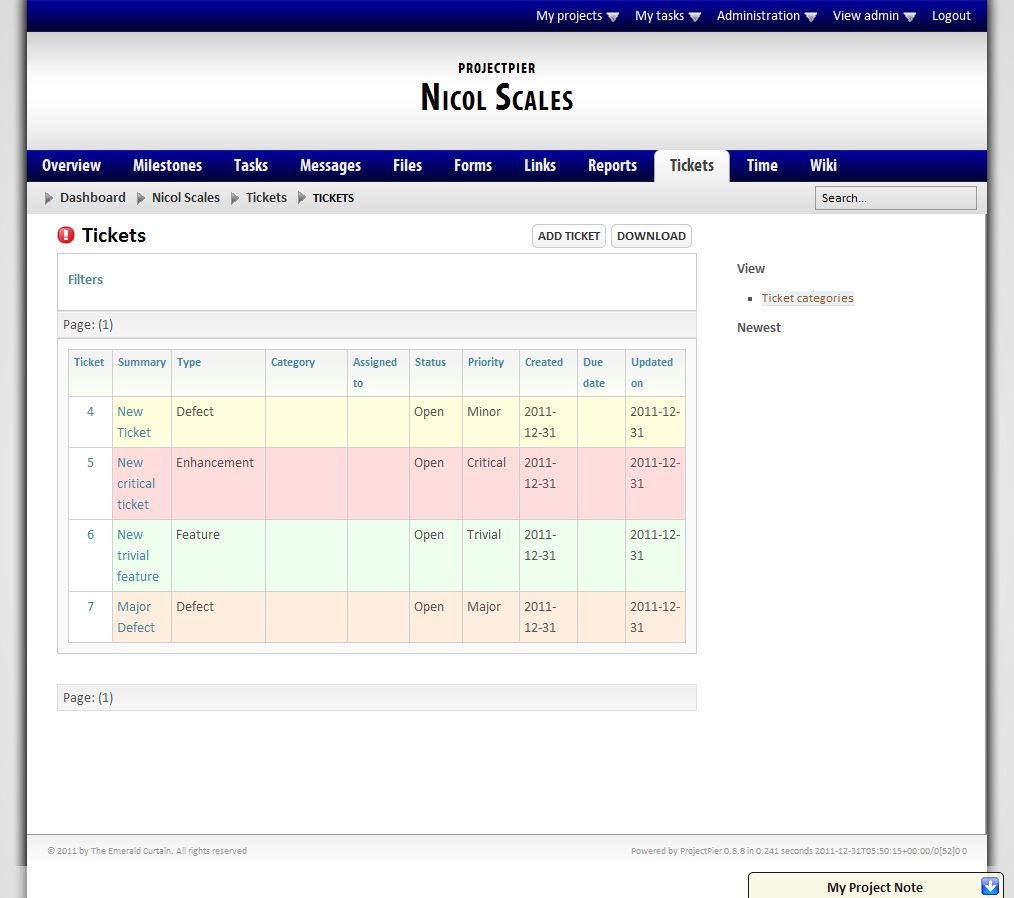 My projects My tasks Administration View admin Logout
PROJECTPIER
NICOL SCALES
Overview Milestones Tasks Messages Files Forms Links Reports Tickets Time Wiki
Dashboard Nicol Scales Tickets TICKETS Search...
Tickets ADD TICKET DOWNLOAD
Filters
Page: (1)
Ticket Summary Type Category Assigned to Status Priority Created Due date Updated on
4 New Ticket Defect Open Minor 2011-12-31 2011-12-31
5 New critical ticket Enhancement Open Critical 2011-12-31 2011-12-31
6 New trivial feature Feature Open Trivial 2011-12-31 2011-12-31
7 Major Defect Defect Open Major 2011-12-31 2011-12-31
Page: (1)
View
Ticket categories
Newest
© 2011 by The Emerald Curtain. All rights reserved Powered by ProjectPier 0.8.8 in 0.241 seconds 2011-12-31T05:50:15+00:00/0[52]0 0
My Project Note